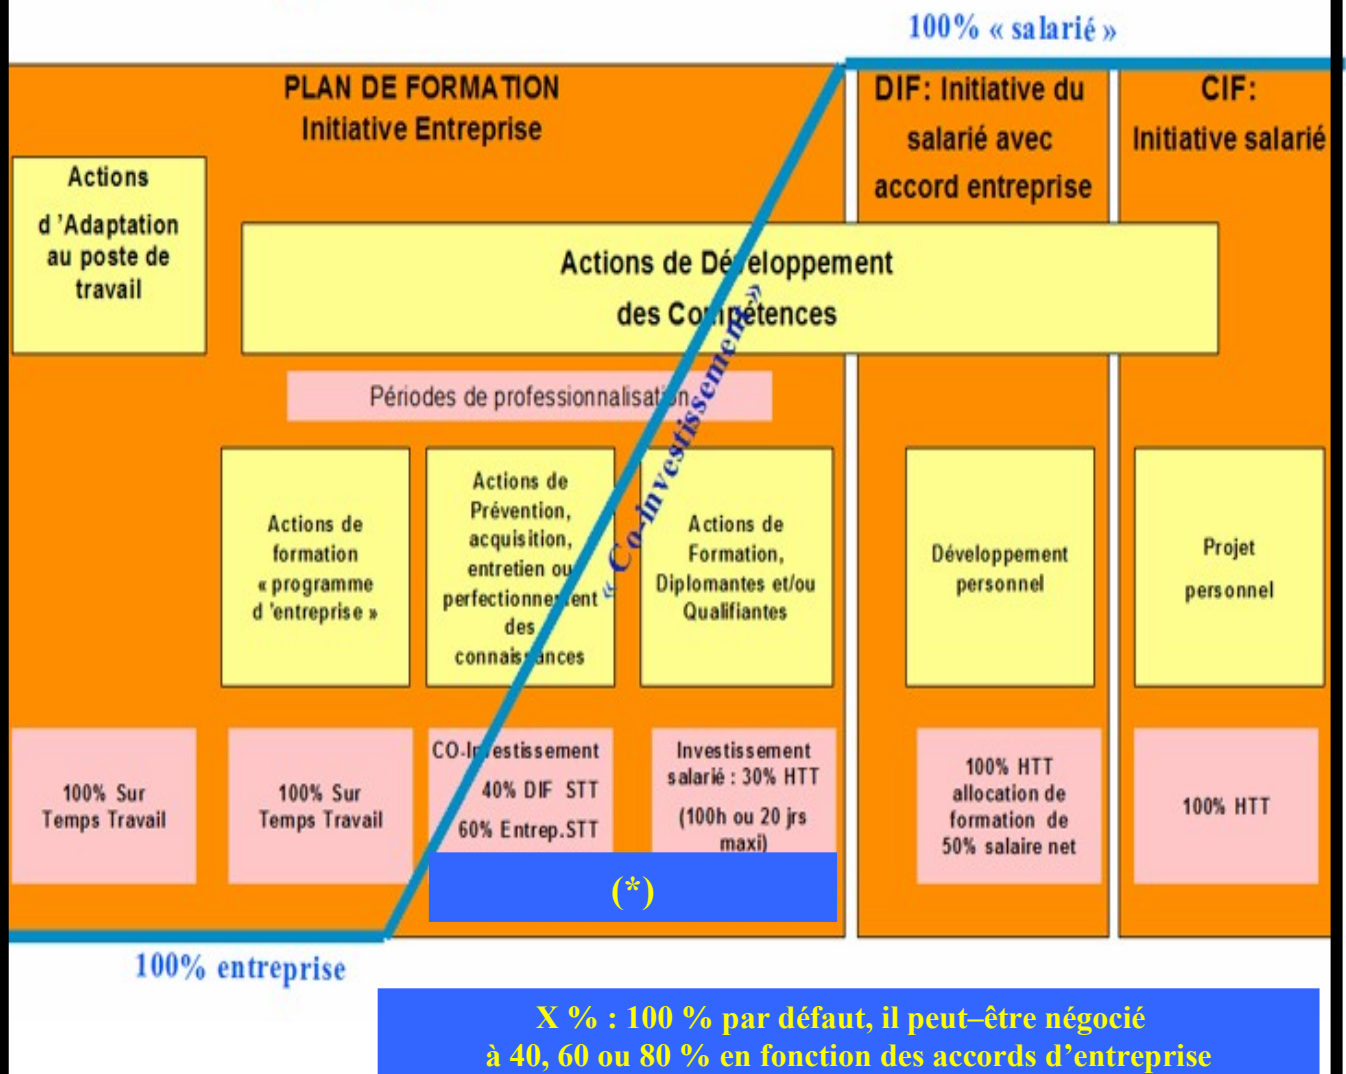 100% « salarié »
PLAN DE FORMATION
Initiative Entreprise
DIF: Initiative du
salarié avec
accord entreprise
CIF:
Initiative salarié
Actions
d ’Adaptation
au poste de
travail
Actions de Développement
des Compétences
« Co-investissement »
Périodes de professionnalisation
Actions de
formation
« programme
d ’entreprise »
Actions de
Prévention,
acquisition,
entretien ou
perfectionnement
des
connaissances
Actions de
Formation,
Diplomantes et/ou
Qualifiantes
Développement
personnel
Projet
personnel
100% Sur
Temps Travail
100% Sur
Temps Travail
CO-Investissement
40% DIF STT
60% Entrep.STT
Investissement
salarié : 30% HTT
(100h ou 20 jrs
maxi)
100% HTT
allocation de
formation de
50% salaire net
100% HTT
(*)
100% entreprise
X % : 100 % par défaut, il peut–être négocié
à 40, 60 ou 80 % en fonction des accords d’entreprise